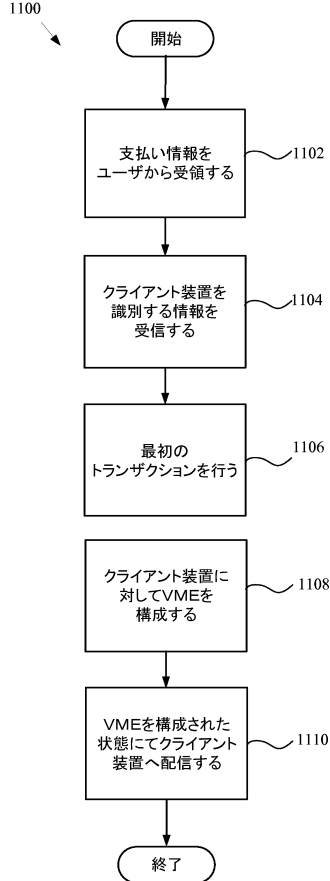 1100
開始
支払い情報を
ユーザから受領する
1102
クライアント装置を
識別する情報を
受信する
1104
最初の
トランザクションを行う
1106
クライアント装置に
対してVMEを
構成する
1108
VMEを構成された
状態にてクライアント
装置へ配信する
1110
終了